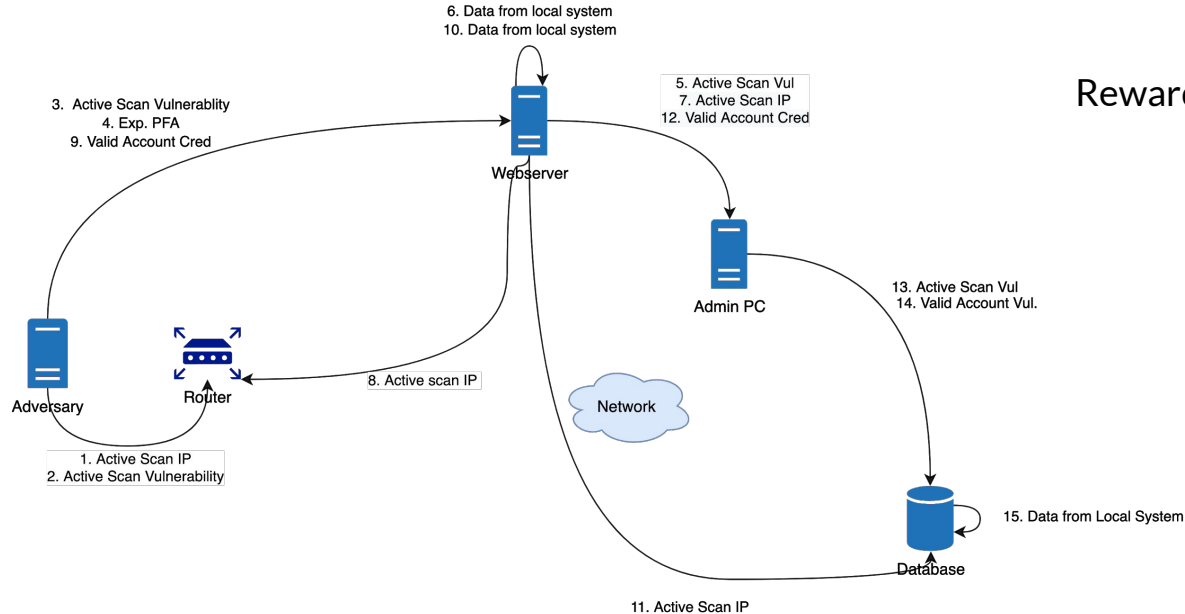 6. Data from local system
10. Data from local system
3. Active Scan Vulnerablity
4. Exp. PFA
9. Valid Account Cred
5. Active Scan Vul
7. Active Scan IP
12. Valid Account Cred
Webserver
Admin PC
13. Active Scan Vul
14. Valid Account Vul.
Adversary
Router
8. Active scan IP
Network
1. Active Scan IP
2. Active Scan Vulnerability
15. Data from Local System
Database
11. Active Scan IP